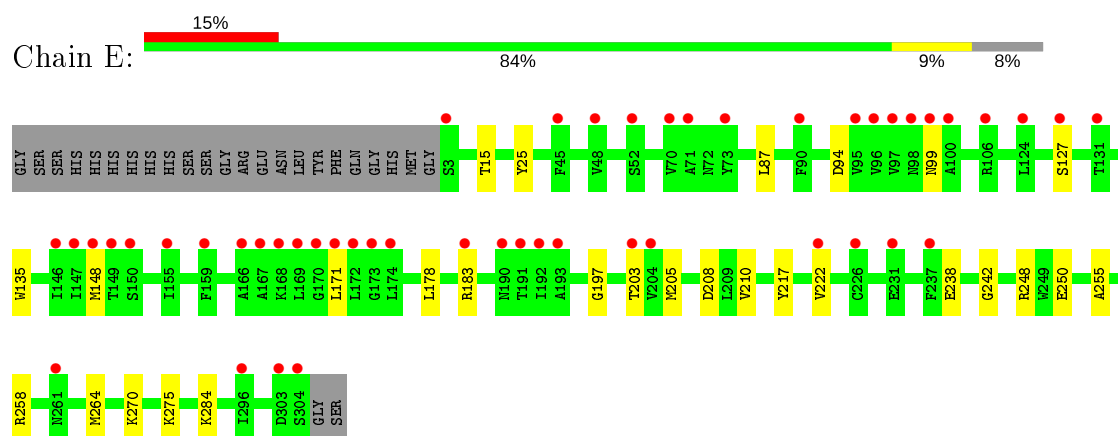 15%
Chain E:
84% 9% 8%
GLY SER SER HIS HIS HIS HIS HIS HIS HIS SER SER GLY ARG GLU ASN LEU TYR PHE GLN GLY HIS MET GLY S3 T15 Y25 F45 V48 S52 V70 A71 N72 Y73 L87 F90 D94 V95 V96 V97 N98 N99 A100 R106 L124 S127 T131
W135 I146 I147 M148 T149 S150 I155 F159 A166 A167 K168 L169 G170 L171 L172 G173 L174 L178 R183 N190 T191 I192 A193 G197 T203 V204 M205 D208 L209 V210 Y217 V222 C226 E231 F237 E238 G242 R248 W249 E250 A255
R258 N261 M264 K270 K275 K284 I296 D303 S304 GLY SER